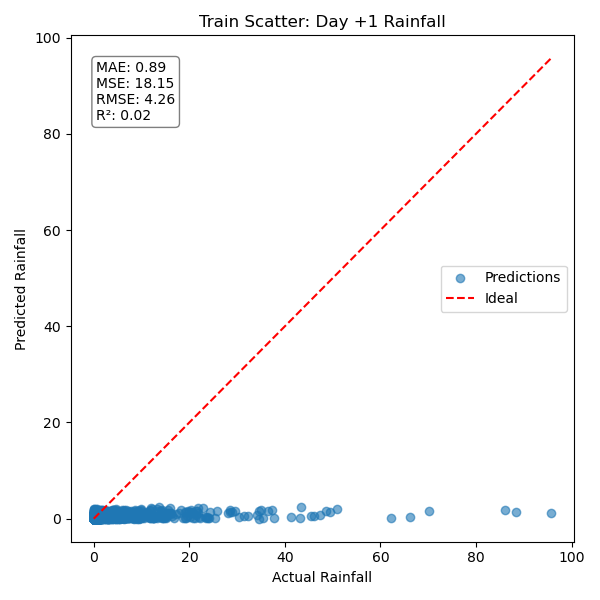 Train Scatter: Day +1 Rainfall
MAE: 0.89
MSE: 18.15
RMSE: 4.26
R²: 0.02
Predictions
Ideal
Predicted Rainfall
100
80
60
40
20
0
0 20 40 60 80 100
Actual Rainfall